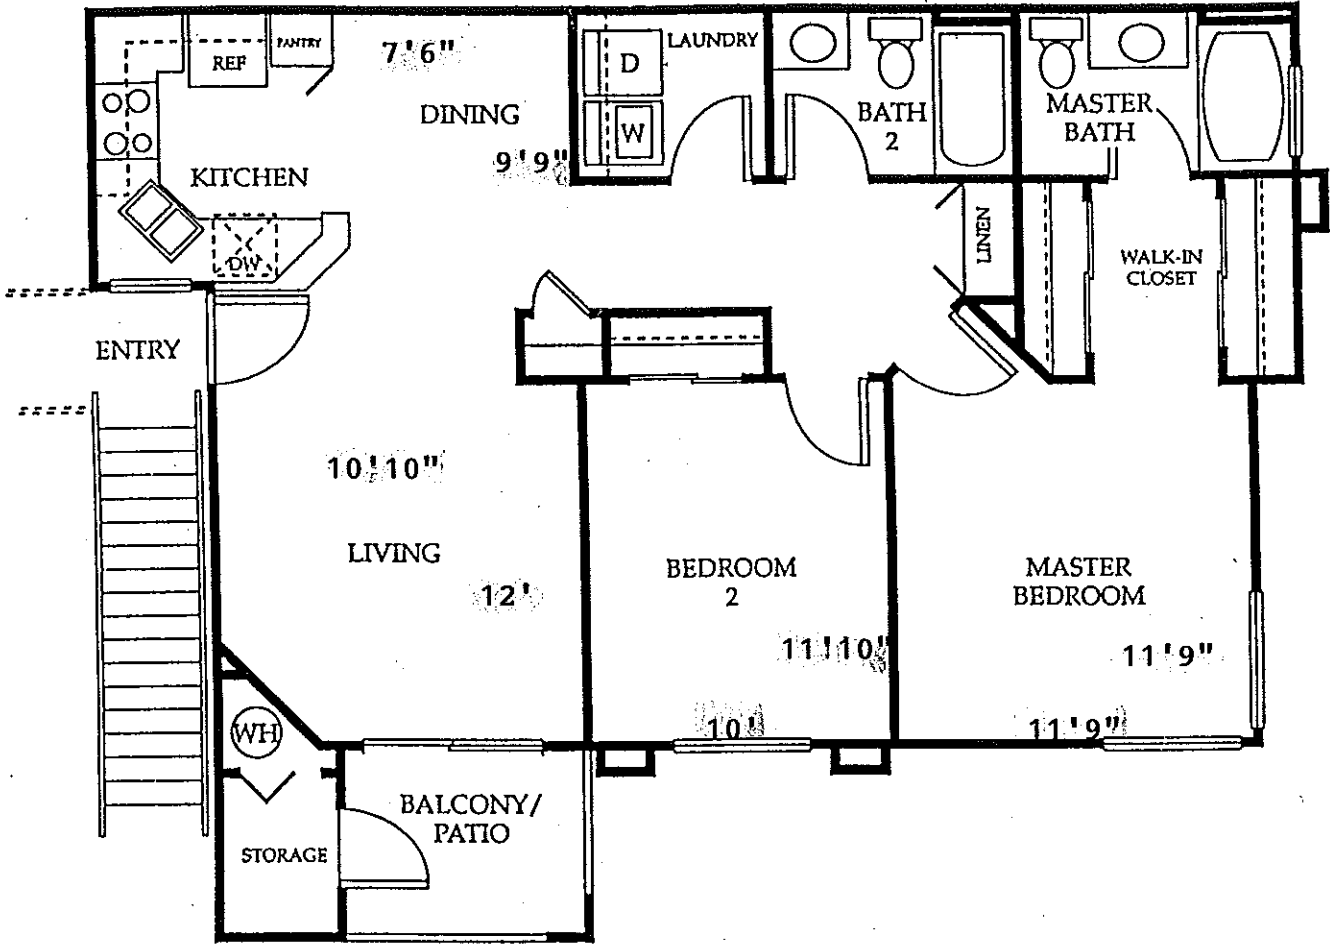 REF
PANTRY
7'6"
D
LAUNDRY
DINING
W
BATH
2
MASTER
BATH
9'9"
KITCHEN
DW
LINEN
WALK-IN
CLOSET
ENTRY
10'10"
LIVING
12'
BEDROOM
2
MASTER
BEDROOM
11'10"
11'9"
10'
11'9"
WH
BALCONY/
PATIO
STORAGE